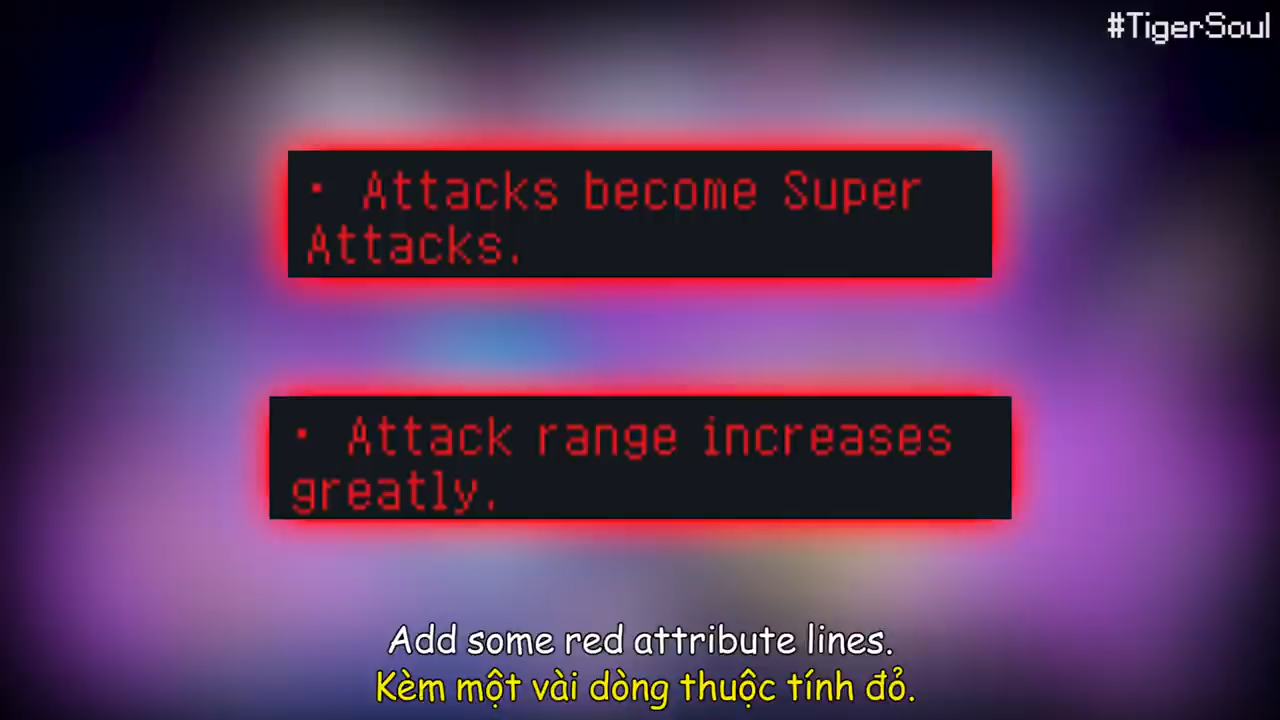 #TigerSoul
· Attacks become Super
Attacks.
· Attack range increases
greatly.
Add some red attribute lines.
Kèm một vài dòng thuộc tính đỏ.